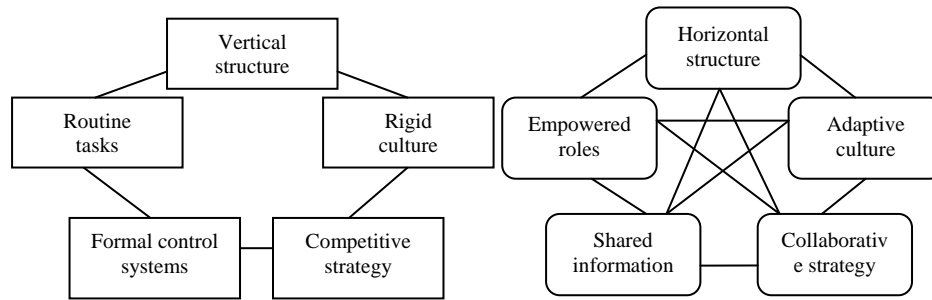 Vertical
structure
Routine
tasks
Rigid
culture
Formal control
systems
Competitive
strategy
Horizontal
structure
Empowered
roles
Adaptive
culture
Shared
information
Collaborativ
e strategy